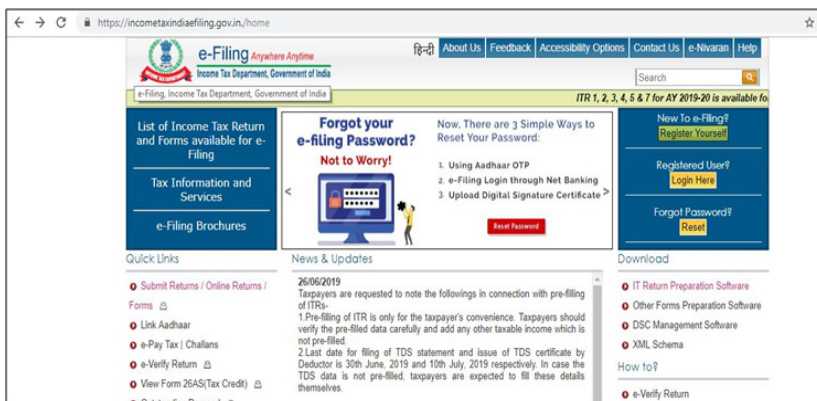 https://incometaxindiaefiling.gov.in,/home
e-Filing Anywhere Anytime
Income Tax Department, Government of India
हिन्दी About Us Feedback Accessibility Options Contact Us e-Nivaran Help
Search
e-Filing, Income Tax Department, Government of India
ITR 1, 2, 3, 4, 5 & 7 for AY 2019-20 is available fo
List of Income Tax Return
and Forms available for e-
Filing
Tax Information and
Services
e-Filing Brochures
Forgot your
e-filing Password?
Not to Worry!
Now, There are 3 Simple Ways to
Reset Your Password:
1. Using Aadhaar OTP
2. e-Filing Login through Net Banking
3. Upload Digital Signature Certificate
Reset Password
New To e-Filing?
Register Yourself
Registered User?
Login Here
Forgot Password?
Reset
Quick Links
Submit Returns / Online Returns /
Forms
Link Aadhaar
e-Pay Tax | Challans
e-Verify Return
View Form 26AS(Tax Credit)
News & Updates
26/06/2019
Taxpayers are requested to note the followings in connection with pre-filling
of ITRs-
1.Pre-filling of ITR is only for the taxpayer's convenience. Taxpayers should
verify the pre-filled data carefully and add any other taxable income which is
not pre-filled.
2.Last date for filing of TDS statement and issue of TDS certificate by
Deductor is 30th June, 2019 and 10th July, 2019 respectively. In case the
TDS data is not pre-filled, taxpayers are expected to fill these details
themselves.
Download
IT Return Preparation Software
Other Forms Preparation Software
DSC Management Software
XML Schema
How to?
e-Verify Return